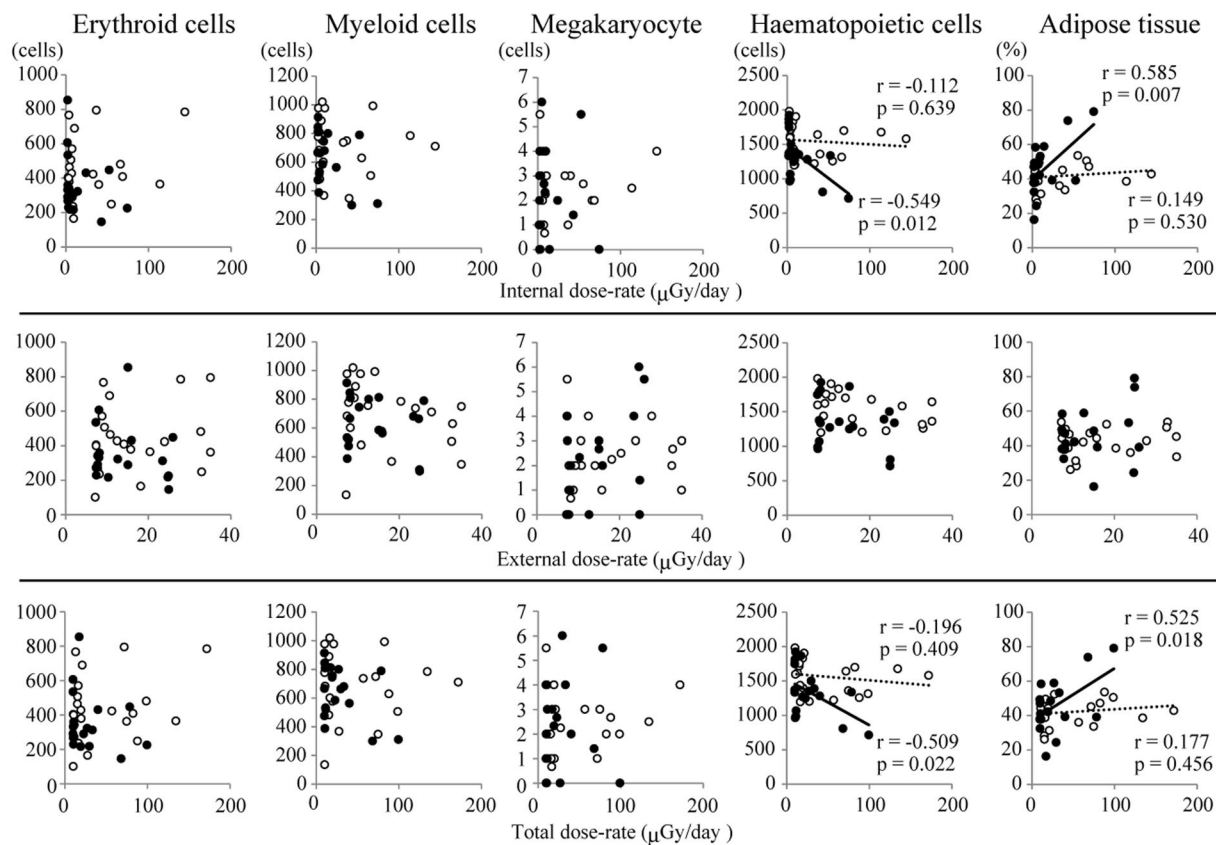 Erythroid cells Myeloid cells Megakaryocyte Haematopoietic cells Adipose tissue
(cells) (cells) (cells) (cells) (%)
1000 1200 7 2500 100
r = -0.112 r = 0.585
p = 0.639 p = 0.007
800 1000 6 2000 80
600 800 5 1500 60
400 600 4 1000 40
200 400 3 500 20
0 200 2 0 0
0 1
0
r = -0.549 r = 0.149
p = 0.012 p = 0.530
0 100 200 0 100 200 0 100 200 0 100 200 0 100 200
Internal dose-rate (μGy/day )
1000 1200 7 2500 100
800 1000 6 2000 80
600 800 5 1500 60
400 600 4 1000 40
200 400 3 500 20
0 200 2 0 0
0 1
0
0 20 40 0 20 40 0 20 40 0 20 40 0 20 40
External dose-rate (μGy/day )
1000 1200 7 2500 100
r = -0.196 r = 0.525
p = 0.409 p = 0.018
800 1000 6 2000 80
600 800 5 1500 60
400 600 4 1000 40
200 400 3 500 20
0 200 2 0 0
0 1
0
r = -0.509 r = 0.177
p = 0.022 p = 0.456
0 100 200 0 100 200 0 100 200 0 100 200 0 100 200
Total dose-rate (μGy/day )